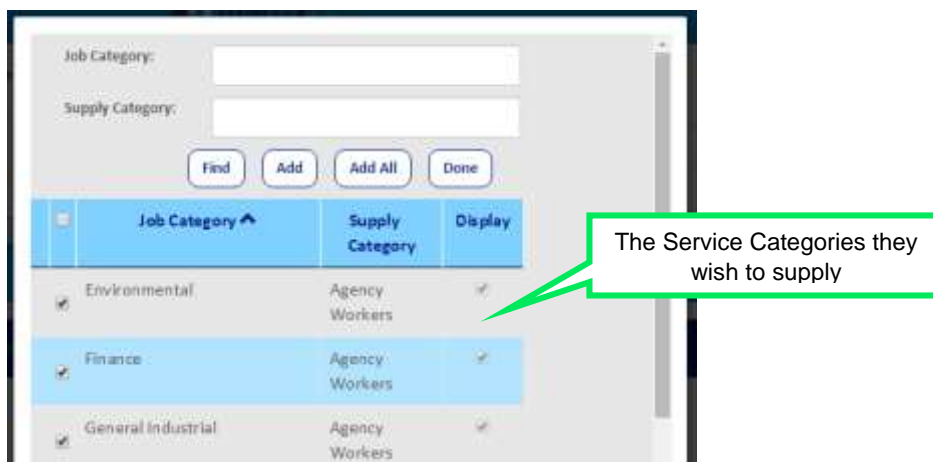 Job Category:
Supply Category:
Find Add Add All Done
Job Category Supply Category Display
The Service Categories they
wish to supply
Environmental Agency Workers
Finance Agency Workers
General Industrial Agency Workers